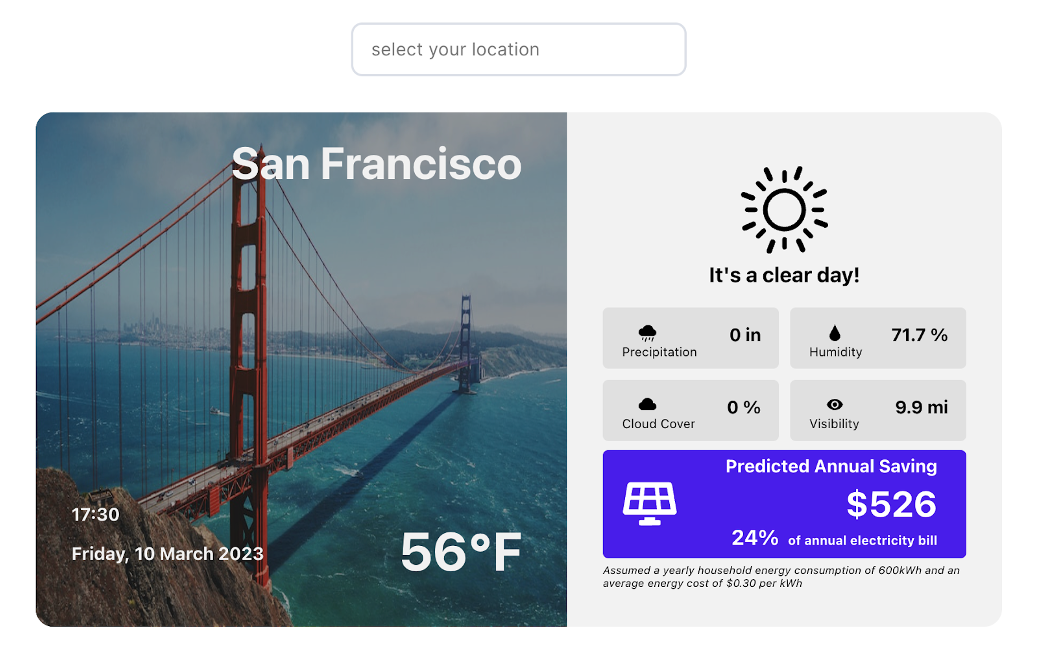 select your location
San Francisco
17:30
Friday, 10 March 2023
56°F
It's a clear day!
0 in
Precipitation
71.7 %
Humidity
0 %
Cloud Cover
9.9 mi
Visibility
Predicted Annual Saving
$526
24% of annual electricity bill
Assumed a yearly household energy consumption of 600kWh and an
average energy cost of $0.30 per kWh